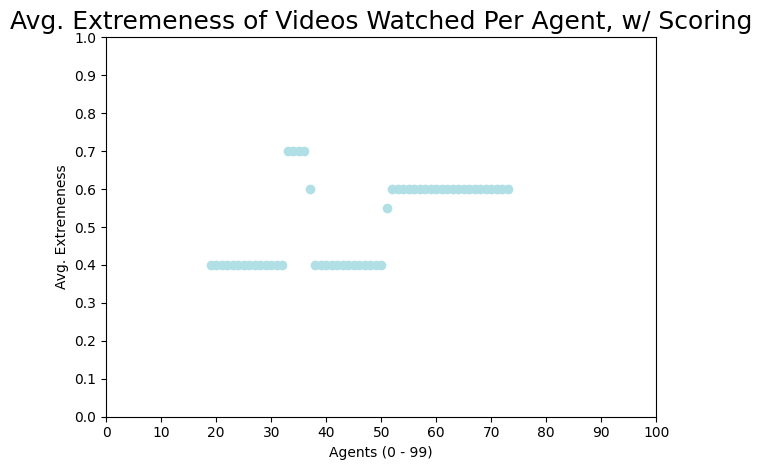 Avg. Extremeness of Videos Watched Per Agent, w/ Scoring
1.0
0.9
0.8
0.7
0.6
0.5
0.4
0.3
0.2
0.1
0.0
Avg. Extremeness
0 10 20 30 40 50 60 70 80 90 100
Agents (0 - 99)